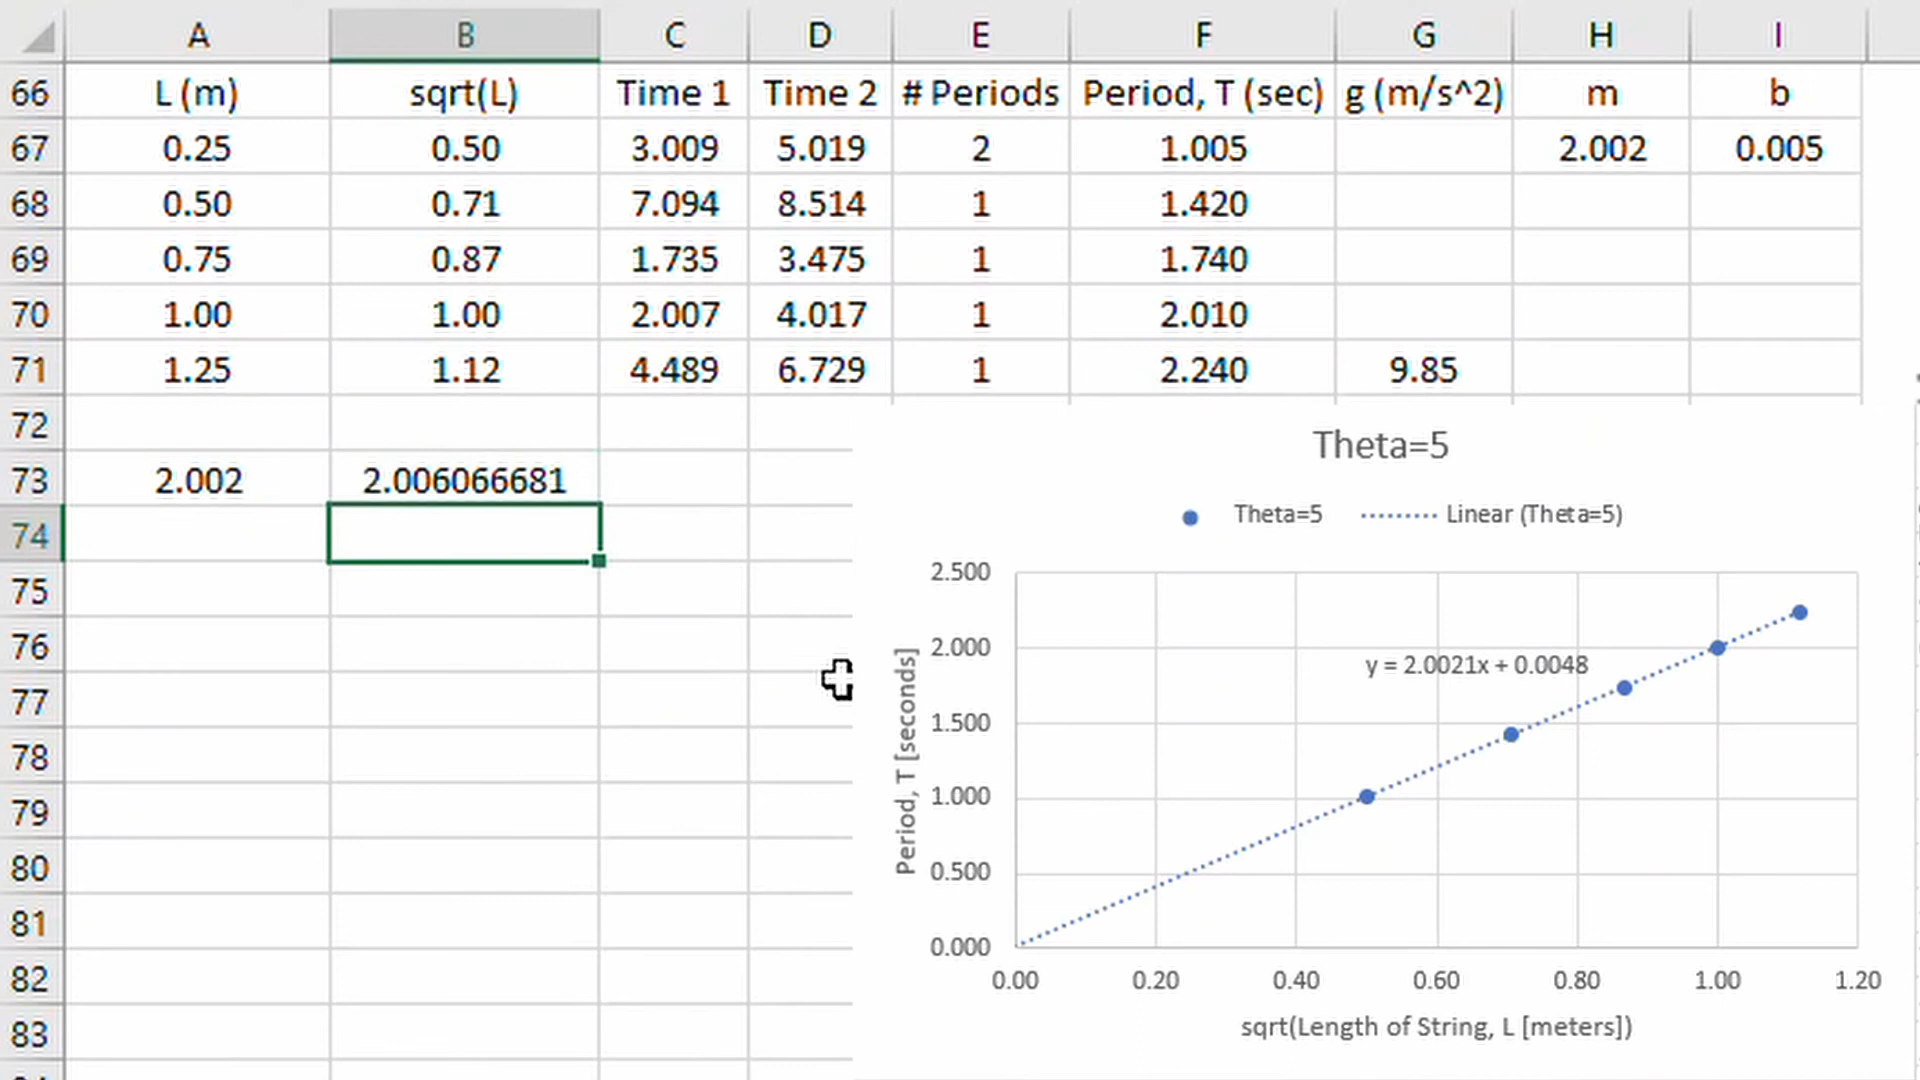 A B C D E F G H I
66 L (m) sqrt(L) Time 1 Time 2 # Periods Period, T (sec) g (m/s^2) m b
67 0.25 0.50 3.009 5.019 2 1.005 2.002 0.005
68 0.50 0.71 7.094 8.514 1 1.420
69 0.75 0.87 1.735 3.475 1 1.740
70 1.00 1.00 2.007 4.017 1 2.010
71 1.25 1.12 4.489 6.729 1 2.240 9.85
72
73 2.002 2.006066681
74
75
76
77
78
79
80
81
82
83
Theta=5
Theta=5 Linear (Theta=5)
2.500
2.000
1.500
1.000
0.500
0.000
y = 2.0021x + 0.0048
Period, T [seconds]
0.00 0.20 0.40 0.60 0.80 1.00 1.20
sqrt(Length of String, L [meters])